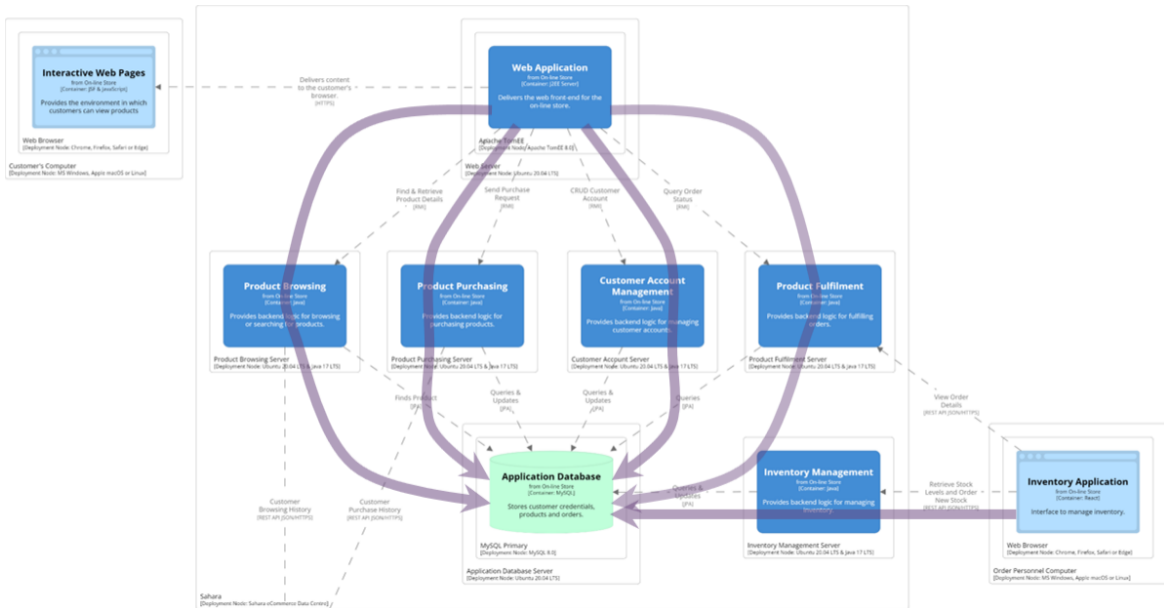 Interactive Web Pages
from On-line Store
[Container: JSF & JavaScript]
Provides the environment in which
customers can view products
Web Browser
[Deployment Node: Chrome, Firefox, Safari or Edge]
Customer's Computer
[Deployment Node: MS Windows, Apple macOS or Linux]
Delivers content
to the customer's
browser.
[HTTPS]
Web Application
from On-line Store
[Container: J2EE Server]
Delivers the web front-end for the
on-line store.
Apache TomEE
[Deployment Node: Apache TomEE 8.0]
Web Server
[Deployment Node: Ubuntu 20.04 LTS]
Find & Retrieve
Product Details
[RMI]
Send Purchase
Request
[RMI]
CRUD Customer
Account
[RMI]
Query Order
Status
[RMI]
Product Browsing
from On-line Store
[Container: Java]
Provides backend logic for browsing
or searching for products.
Product Browsing Server
[Deployment Node: Ubuntu 20.04 LTS & Java 17 LTS]
Product Purchasing
from On-line Store
[Container: Java]
Provides backend logic for
purchasing products.
Product Purchasing Server
[Deployment Node: Ubuntu 20.04 LTS & Java 17 LTS]
Customer Account
Management
from On-line Store
[Container: Java]
Provides backend logic for managing
customer accounts.
Customer Account Server
[Deployment Node: Ubuntu 20.04 LTS & Java 17 LTS]
Product Fulfilment
from On-line Store
[Container: Java]
Provides backend logic for fulfilling
orders.
Product Fulfilment Server
[Deployment Node: Ubuntu 20.04 LTS & Java 17 LTS]
Finds Product
[JPA]
Queries &
Updates
[JPA]
Queries &
Updates
[JPA]
Queries
[JPA]
View Order
Details
[REST API JSON/HTTPS]
Application Database
from On-line Store
[Container: MySQL]
Stores customer credentials,
products and orders.
MySQL Primary
[Deployment Node: MySQL 8.0]
Application Database Server
[Deployment Node: Ubuntu 20.04 LTS]
Queries &
Updates
[JPA]
Inventory Management
from On-line Store
[Container: Java]
Provides backend logic for managing
inventory.
Inventory Management Server
[Deployment Node: Ubuntu 20.04 LTS & Java 17 LTS]
Retrieve Stock
Levels and Order
New Stock
[REST API JSON/HTTPS]
Inventory Application
from On-line Store
[Container: React]
Interface to manage inventory.
Web Browser
[Deployment Node: Chrome, Firefox, Safari or Edge]
Order Personnel Computer
[Deployment Node: MS Windows, Apple macOS or Linux]
Customer
Browsing History
[REST API JSON/HTTPS]
Customer
Purchase History
[REST API JSON/HTTPS]
Sahara
[Deployment Node: Sahara eCommerce Data Centre]